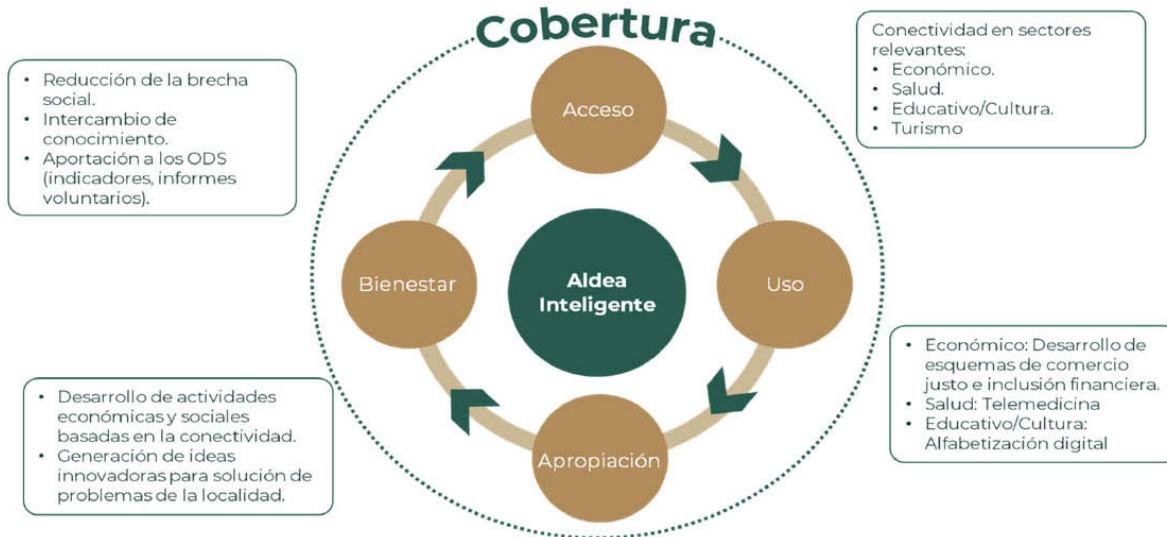 Cobertura
• Reducción de la brecha
social.
• Intercambio de
conocimiento.
• Aportación a los ODS
(indicadores, informes
voluntarios).
Conectividad en sectores
relevantes:
• Económico.
• Salud.
• Educativo/Cultura.
• Turismo
Acceso
Bienestar
Aldea
Inteligente
Uso
Apropiación
• Desarrollo de actividades
económicas y sociales
basadas en la conectividad.
• Generación de ideas
innovadoras para solución de
problemas de la localidad.
• Económico: Desarrollo de
esquemas de comercio
justo e inclusión financiera.
• Salud: Telemedicina
• Educativo/Cultura:
Alfabetización digital